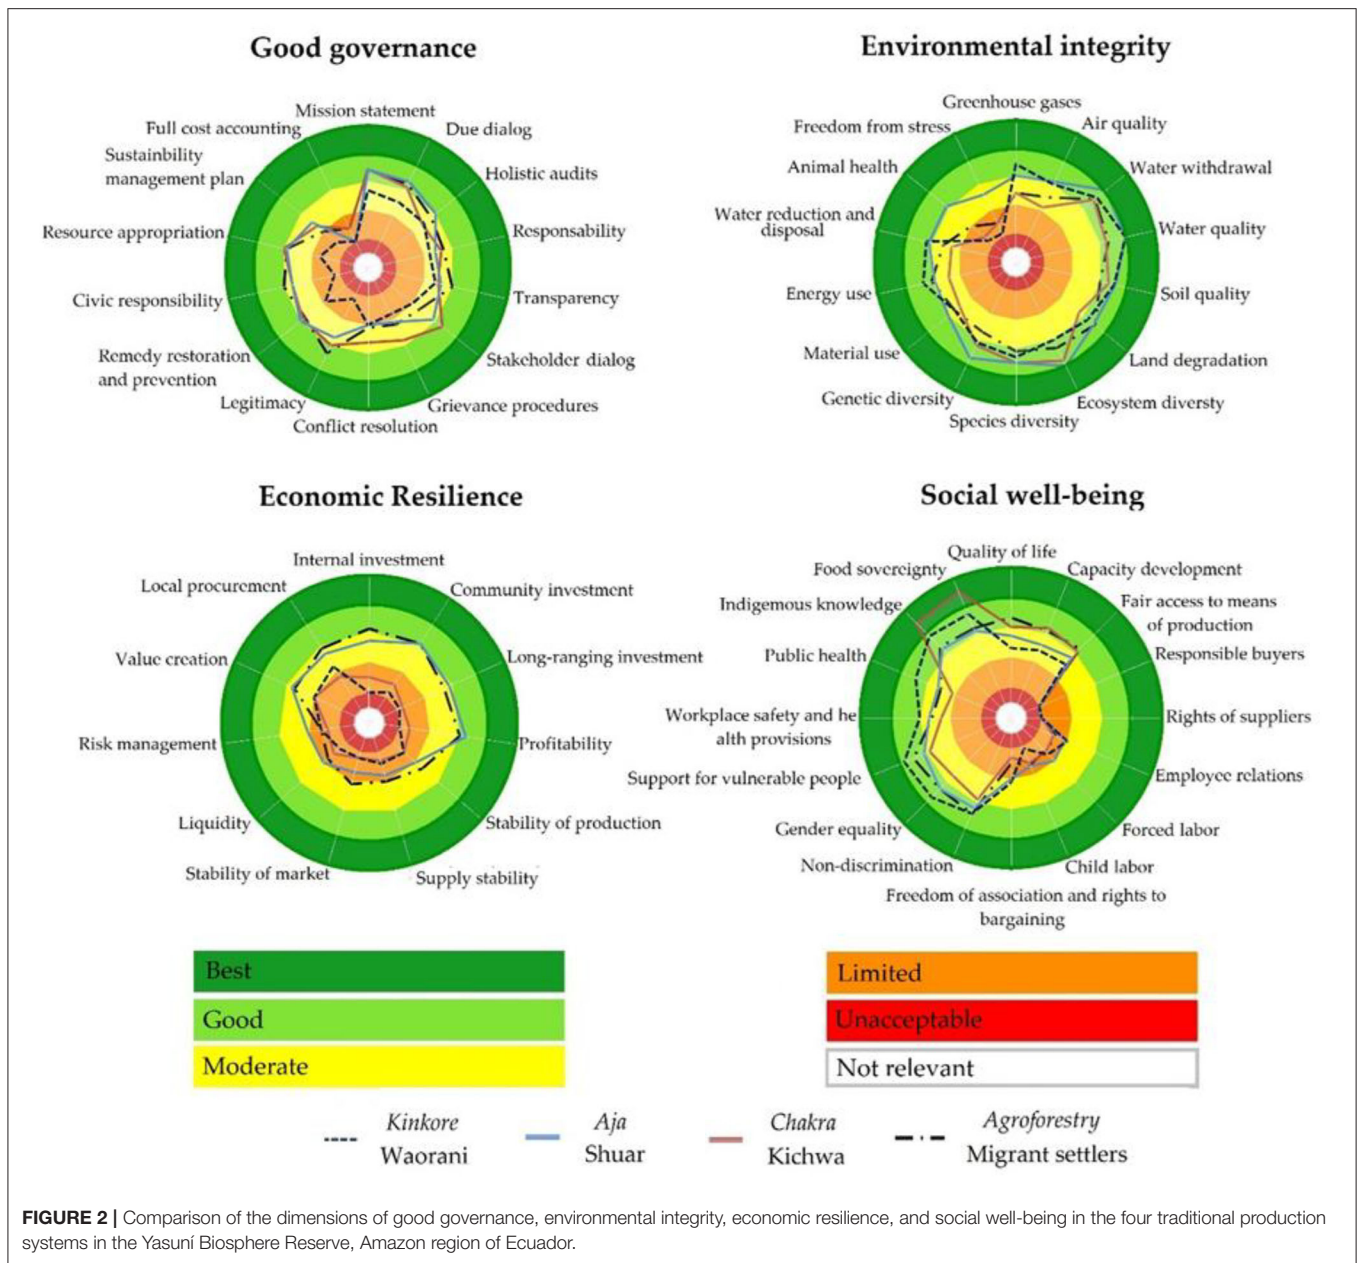 Good governance
Mission statement
Due dialog
Holistic audits
Responsability
Transparency
Stakeholder dialog
Grievance procedures
Conflict resolution
Legitimacy
Remedy restoration
and prevention
Civic responsibility
Resource appropriation
Sustainbility
management plan
Full cost accounting
Environmental integrity
Greenhouse gases
Air quality
Water withdrawal
Water quality
Soil quality
Land degradation
Ecosystem diversty
Species diversity
Genetic diversity
Material use
Energy use
Water reduction and
disposal
Animal health
Freedom from stress
Economic Resilience
Internal investment
Community investment
Long-ranging investment
Profitability
Stability of production
Supply stability
Stability of market
Liquidity
Risk management
Value creation
Local procurement
Social well-being
Quality of life
Capacity development
Fair access to means
of production
Responsible buyers
Rights of suppliers
Employee relations
Forced labor
Child labor
Freedom of association and rights to
bargaining
Non-discrimination
Gender equality
Support for vulnerable people
Workplace safety and he
alth provisions
Public health
Indigemous knowledge
Food sovereignty
Best
Good
Moderate
Limited
Unacceptable
Not relevant
Kinkore
Waorani
Aja
Shuar
Chakra
Kichwa
Agroforestry
Migrant settlers
FIGURE 2 | Comparison of the dimensions of good governance, environmental integrity, economic resilience, and social well-being in the four traditional production
systems in the Yasuní Biosphere Reserve, Amazon region of Ecuador.